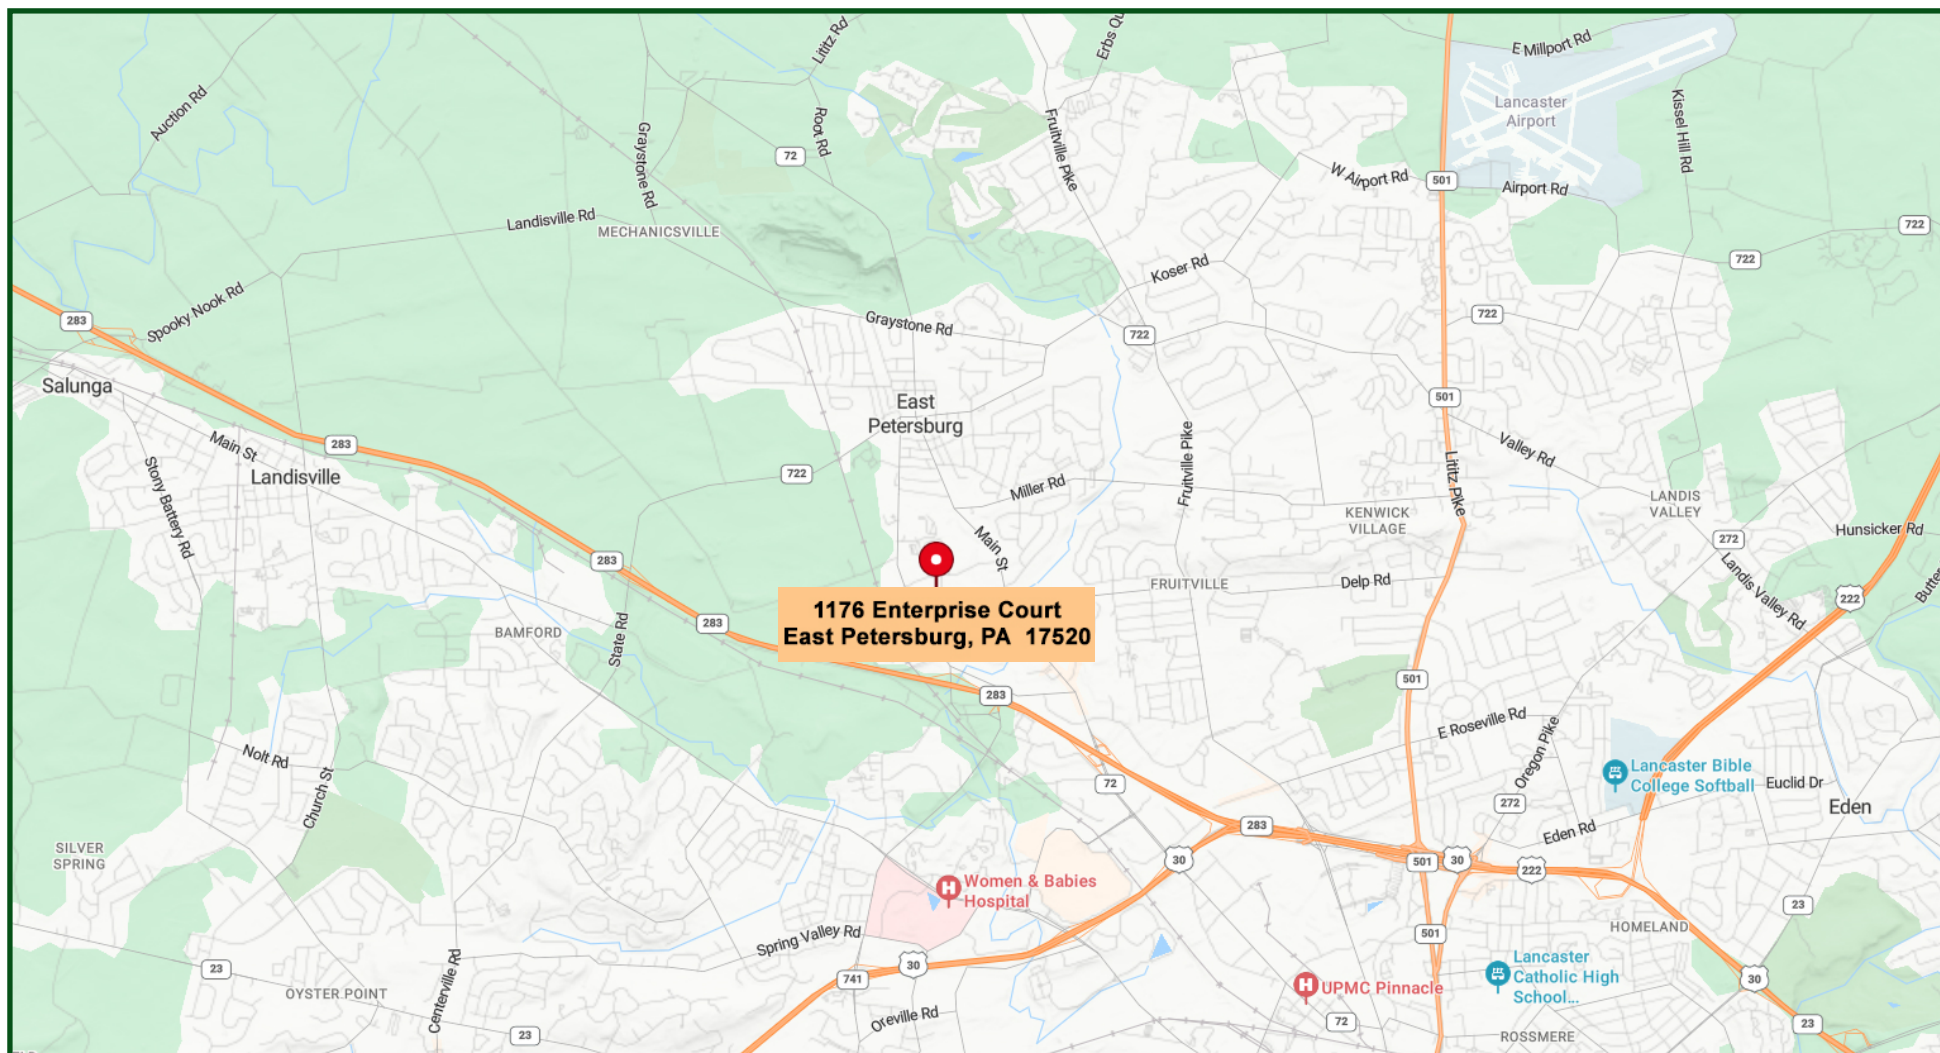 Lititz Rd
Erbs Qu
E Millport Rd
Auction Rd
Lancaster
Airport
Kissel Hill Rd
Root Rd
Graystone Rd
Fruitville Pike
72
W Airport Rd
501
Airport Rd
Landisville Rd
MECHANICSVILLE
722
722
Koser Rd
Spooky Nook Rd
283
Graystone Rd
722
722
Salunga
East
Petersburg
501
Main St
283
Landisville
Stony Battery Rd
722
Miller Rd
Fruitville Pike
Lititz Pike
Valley Rd
LANDIS
VALLEY
KENWICK
VILLAGE
Hunsicker Rd
272
Main St
283
FRUITVILLE
Delp Rd
Landis Valley Rd
222
Butte
1176 Enterprise Court
East Petersburg, PA 17520
283
BAMFORD
State Rd
501
283
E Roseville Rd
Oregon Pike
Nolt Rd
Church St
72
Lancaster Bible
College Softball
Euclid Dr
272
Eden
283
Eden Rd
SILVER
SPRING
30
501
30
222
Women & Babies
Hospital
23
HOMELAND
Spring Valley Rd
501
23
741
30
Centerville Rd
Lancaster
Catholic High
School...
30
OYSTER POINT
UPMC Pinnacle
Oreville Rd
72
23
23
ROSSMERE